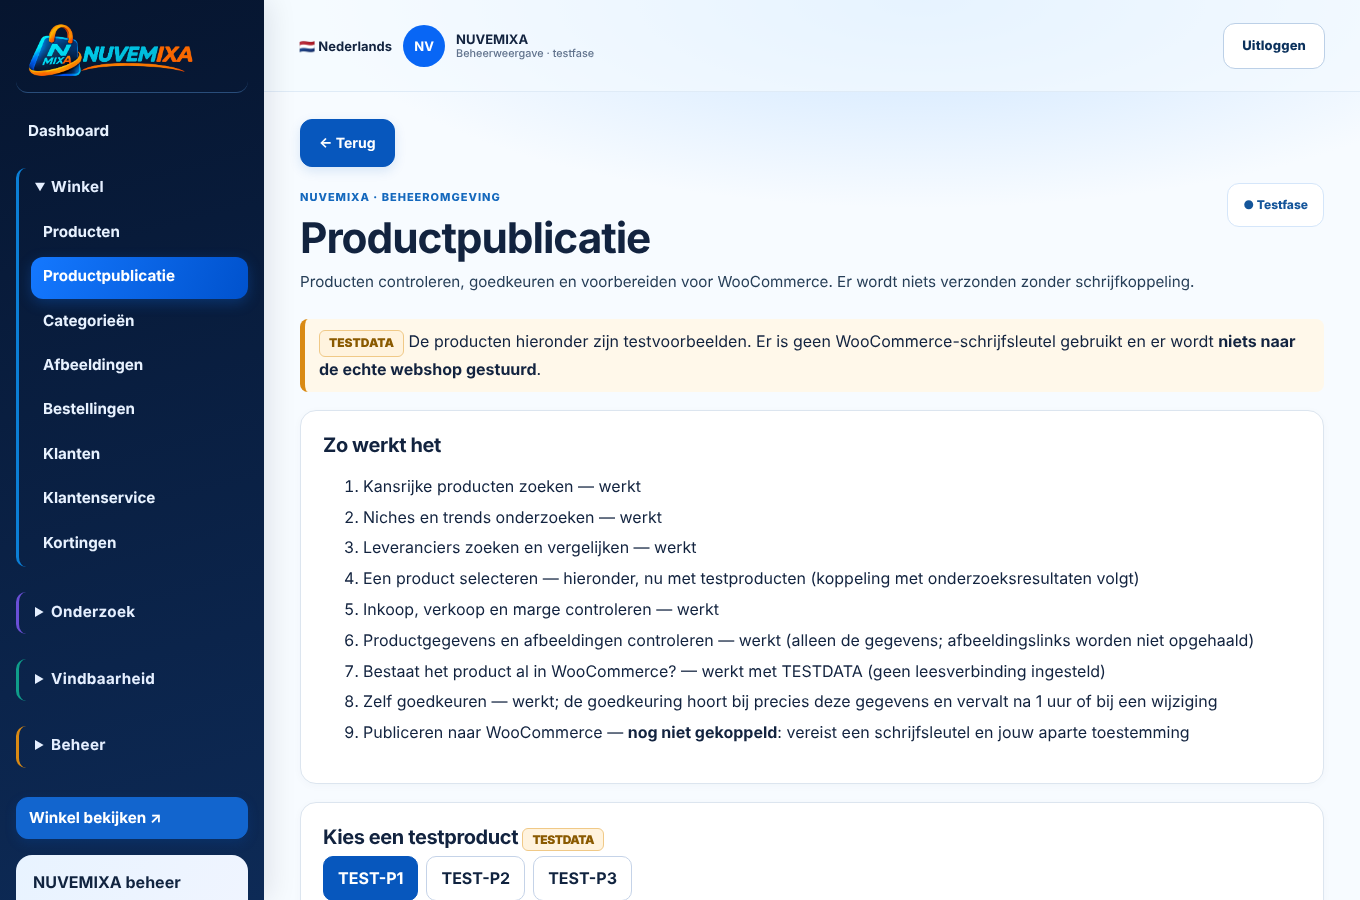 N
MIXA
NUVEMIXA
Dashboard
▼ Winkel
Producten
Productpublicatie
Categorieën
Afbeeldingen
Bestellingen
Klanten
Klantenservice
Kortingen
▶ Onderzoek
▶ Vindbaarheid
▶ Beheer
Winkel bekijken ↗
NUVEMIXA beheer
🇳🇱 Nederlands
NV
NUVEMIXA
Beheerweergave · testfase
Uitloggen
← Terug
NUVEMIXA · BEHEEROMGEVING
● Testfase
Productpublicatie
Producten controleren, goedkeuren en voorbereiden voor WooCommerce. Er wordt niets verzonden zonder schrijfkoppeling.
TESTDATA De producten hieronder zijn testvoorbeelden. Er is geen WooCommerce-schrijfsleutel gebruikt en er wordt niets naar
de echte webshop gestuurd.
Zo werkt het
1. Kansrijke producten zoeken — werkt
2. Niches en trends onderzoeken — werkt
3. Leveranciers zoeken en vergelijken — werkt
4. Een product selecteren — hieronder, nu met testproducten (koppeling met onderzoeksresultaten volgt)
5. Inkoop, verkoop en marge controleren — werkt
6. Productgegevens en afbeeldingen controleren — werkt (alleen de gegevens; afbeeldingslinks worden niet opgehaald)
7. Bestaat het product al in WooCommerce? — werkt met TESTDATA (geen leesverbinding ingesteld)
8. Zelf goedkeuren — werkt; de goedkeuring hoort bij precies deze gegevens en vervalt na 1 uur of bij een wijziging
9. Publiceren naar WooCommerce — nog niet gekoppeld: vereist een schrijfsleutel en jouw aparte toestemming
Kies een testproduct TESTDATA
TEST-P1
TEST-P2
TEST-P3